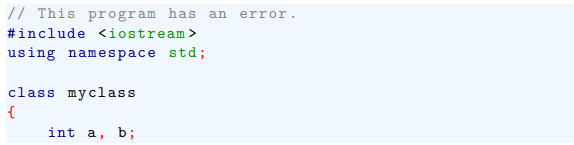 // This program has an error.
#include <iostream>
using namespace std;
class myclass
{
int a, b;